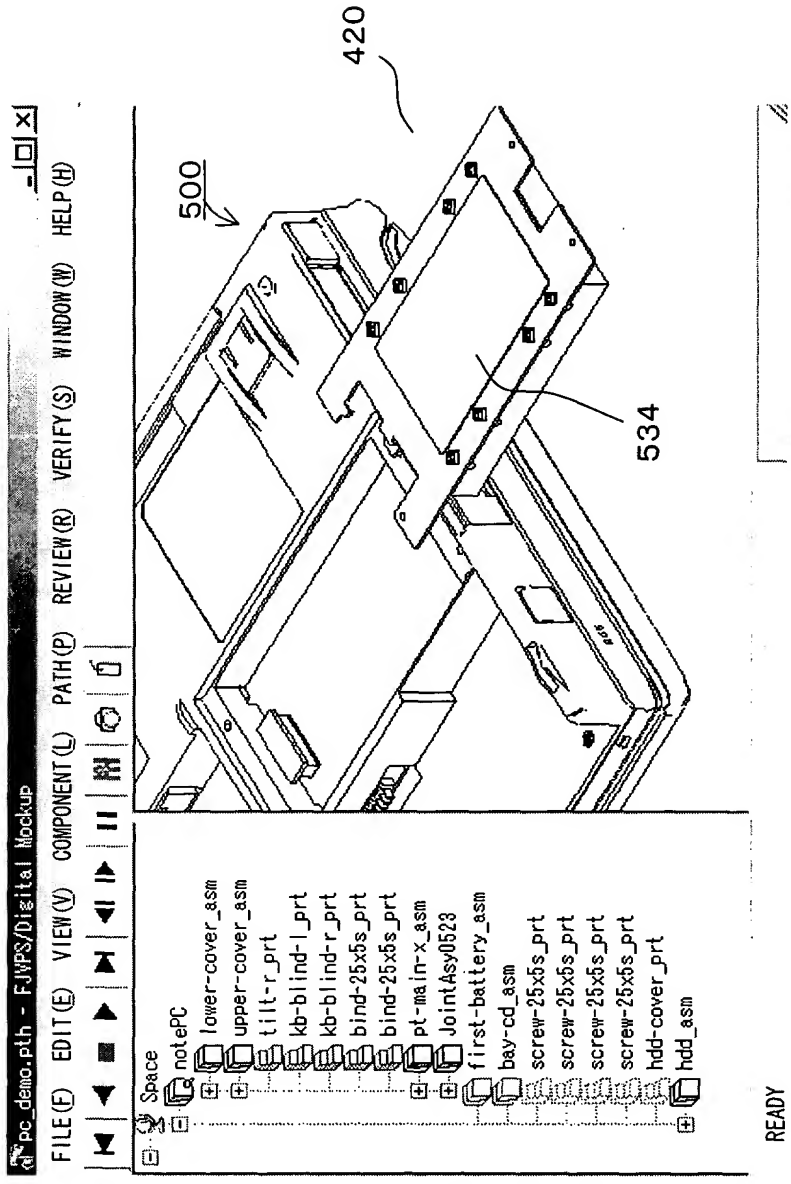 pc_demo.pth - FJVPS/Digital Mockup
FILE(F) EDIT(E) VIEW(V) COMPONENT(L) PATH(P) REVIEW(R) VERIFY(S) WINDOW(W) HELP(H)
Space
notePC
lower-cover_asm
upper-cover_asm
tilt-r_prt
kb-blind-l_prt
kb-blind-r_prt
bind-25x5s_prt
bind-25x5s_prt
pt-main-x_asm
JointAsy0523
first-battery_asm
bay-cd_asm
screw-25x5s_prt
screw-25x5s_prt
screw-25x5s_prt
screw-25x5s_prt
hdd-cover_prt
hdd_asm
500
420
534
READY